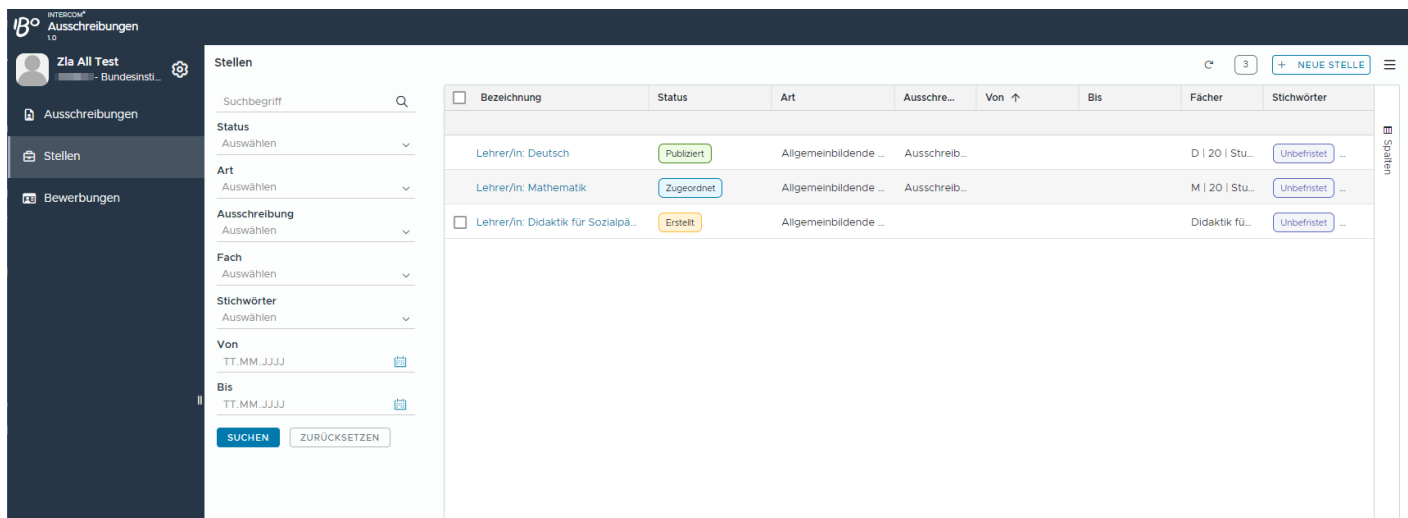 INTERCOM®
Ausschreibungen
1.0
Zla All Test
- Bundesinsti...
Ausschreibungen
Stellen
Bewerbungen
Stellen
3
+ NEUE STELLE
Suchbegriff
Status
Auswählen
Art
Auswählen
Ausschreibung
Auswählen
Fach
Auswählen
Stichwörter
Auswählen
Von
TT.MM.JJJJ
Bis
TT.MM.JJJJ
SUCHEN ZURÜCKSETZEN
Bezeichnung Status Art Ausschre... Von Bis Fächer Stichwörter
Lehrer/in: Deutsch Publiziert Allgemeinbildende ... Ausschreib... D | 20 | Stu... Unbefristet ...
Lehrer/in: Mathematik Zugeordnet Allgemeinbildende ... Ausschreib... M | 20 | Stu... Unbefristet ...
Lehrer/in: Didaktik für Sozialpä... Erstellt Allgemeinbildende ... Didaktik fü... Unbefristet ...
Spalten